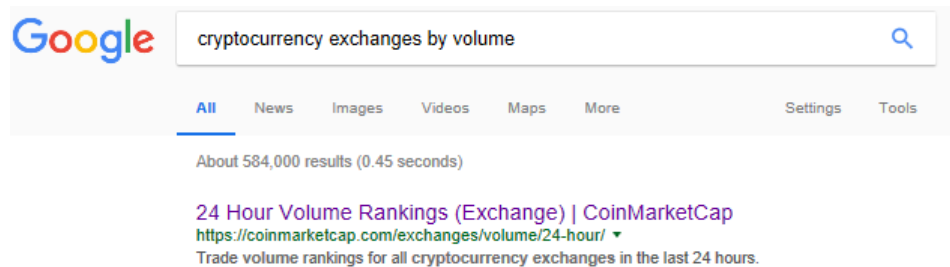 Google
cryptocurrency exchanges by volume
All News Images Videos Maps More Settings Tools
About 584,000 results (0.45 seconds)
24 Hour Volume Rankings (Exchange) | CoinMarketCap
https://coinmarketcap.com/exchanges/volume/24-hour/
Trade volume rankings for all cryptocurrency exchanges in the last 24 hours.